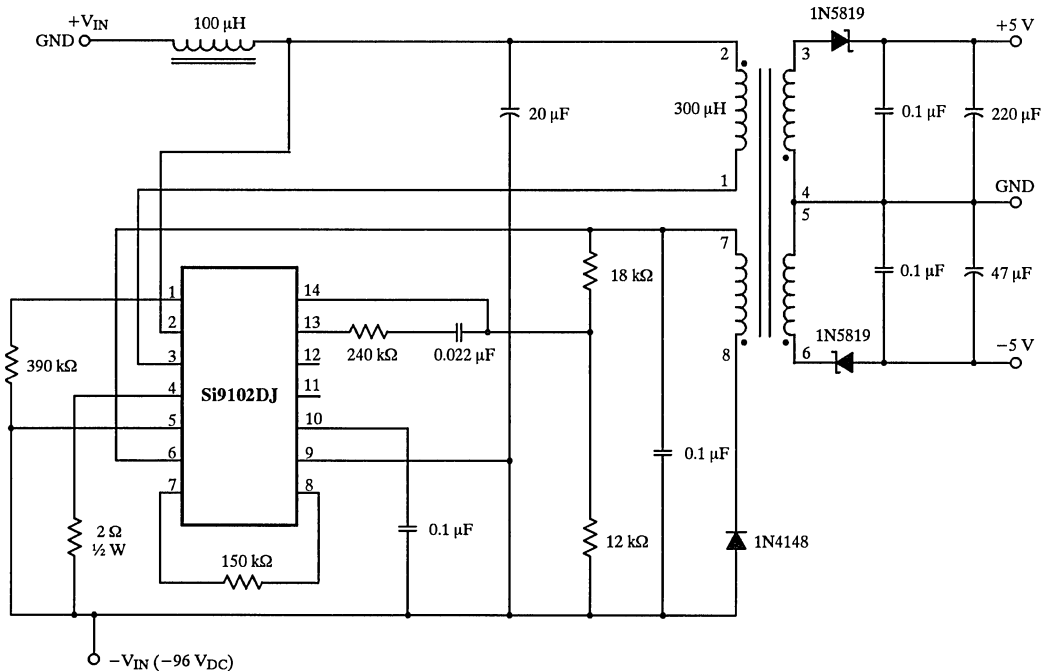 +V_IN
GND
100 µH
1N5819
+5 V
2
3
300 µH
20 µF
0.1 µF
220 µF
1
4
GND
5
7
18 kΩ
0.1 µF
47 µF
1
14
2
13
240 kΩ
0.022 µF
1N5819
3
12
8
6
−5 V
390 kΩ
4
11
Si9102DJ
5
10
6
9
0.1 µF
7
8
2 Ω
½ W
0.1 µF
12 kΩ
1N4148
150 kΩ
−V_IN (−96 V_DC)